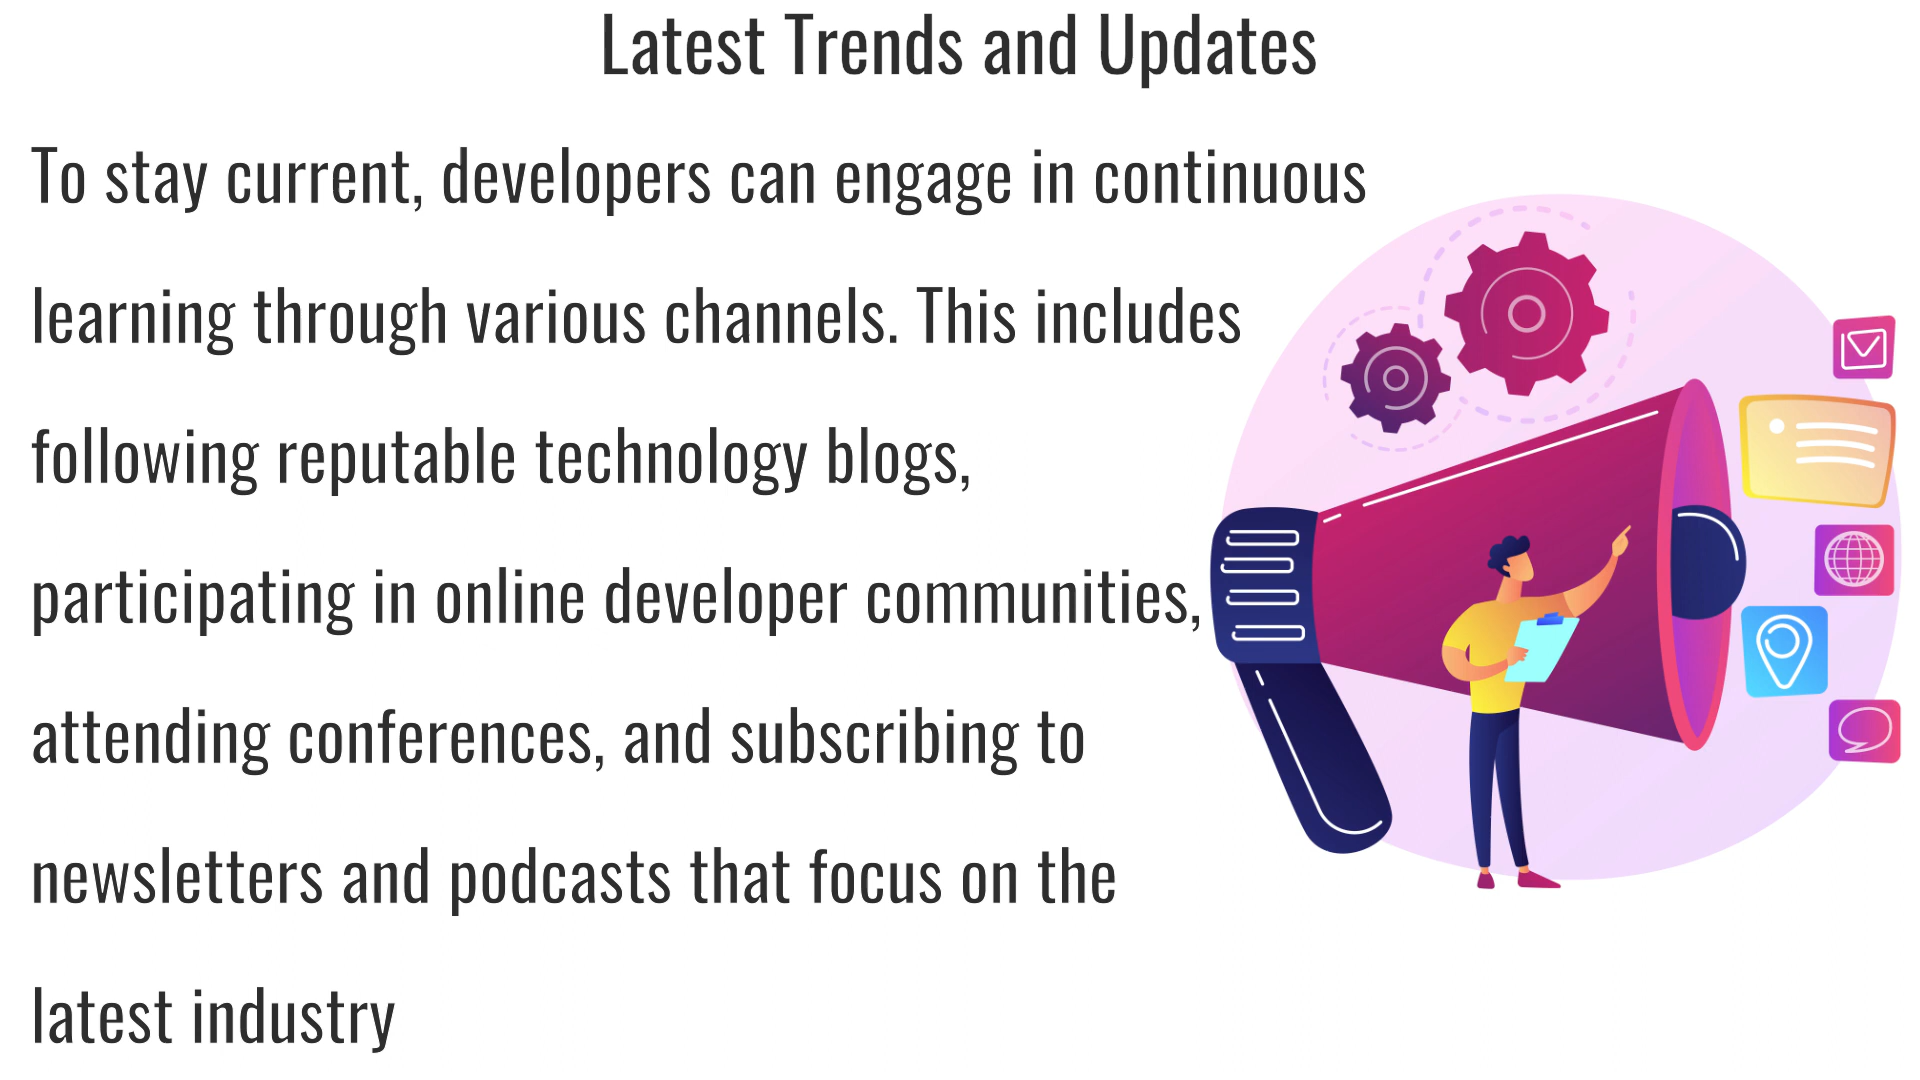 Latest Trends and Updates
To stay current, developers can engage in continuous
learning through various channels. This includes
following reputable technology blogs,
participating in online developer communities,
attending conferences, and subscribing to
newsletters and podcasts that focus on the
latest industry